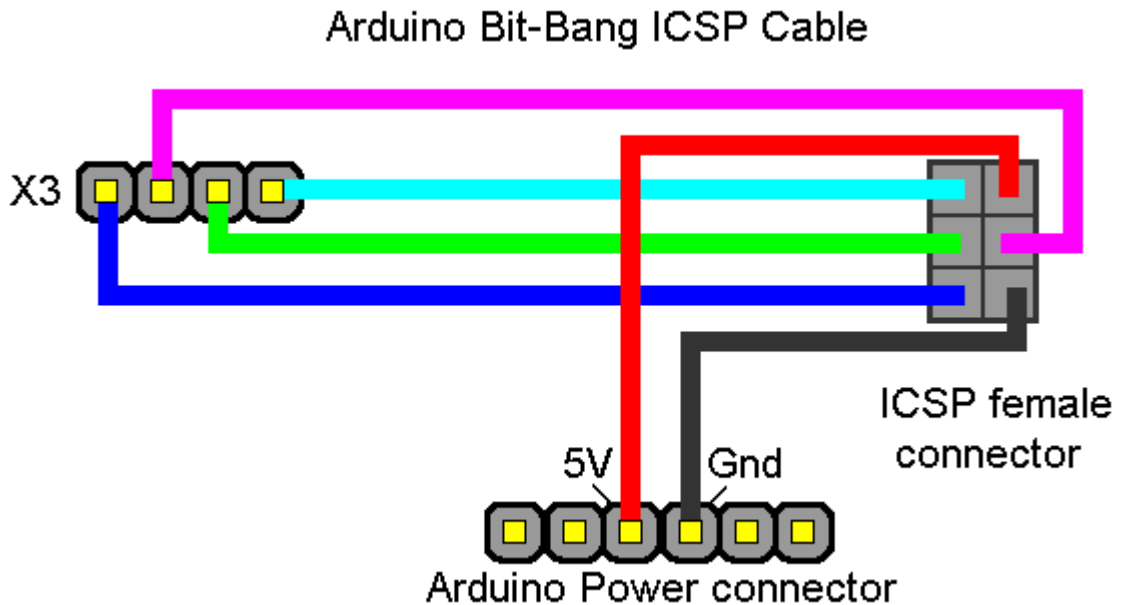 Arduino Bit-Bang ICSP Cable
X3
ICSP female
connector
5V
Gnd
Arduino Power connector